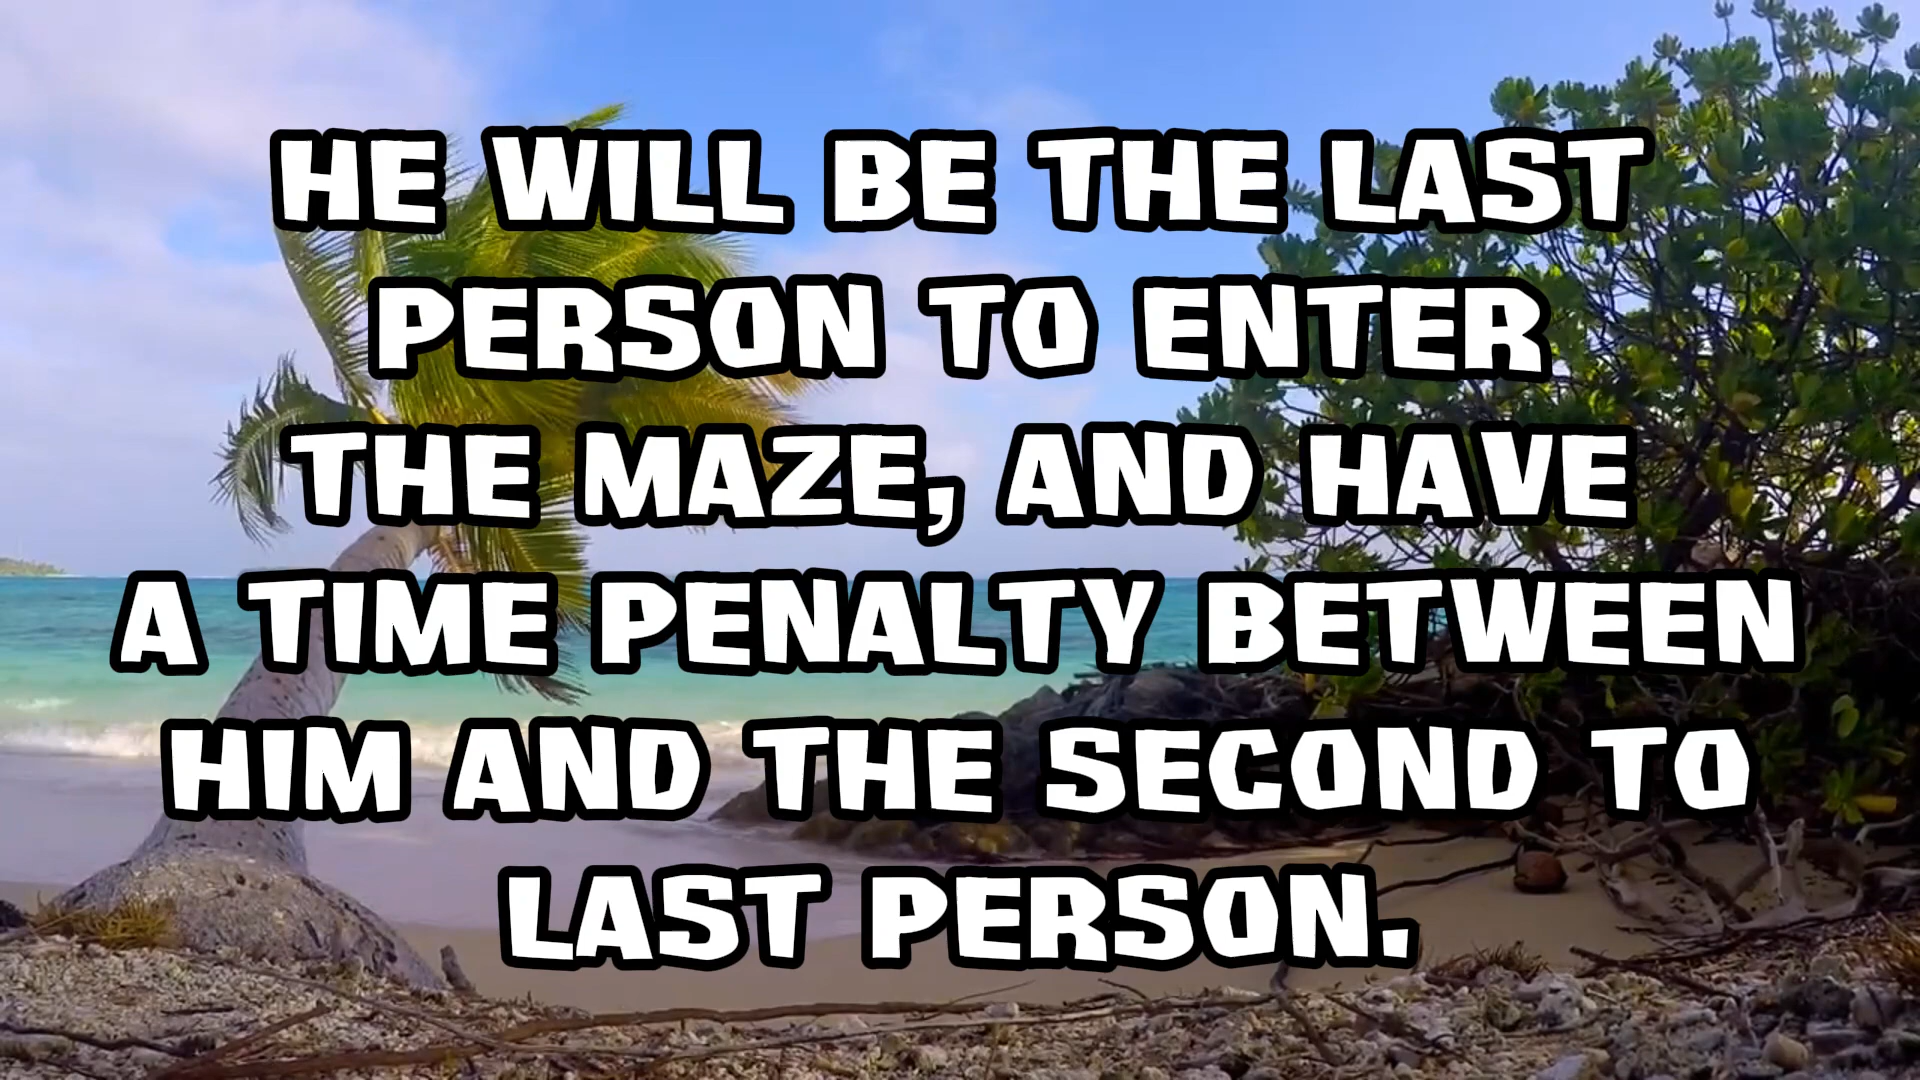 HE WILL BE THE LAST
PERSON TO ENTER
THE MAZE, AND HAVE
A TIME PENALTY BETWEEN
HIM AND THE SECOND TO
LAST PERSON.